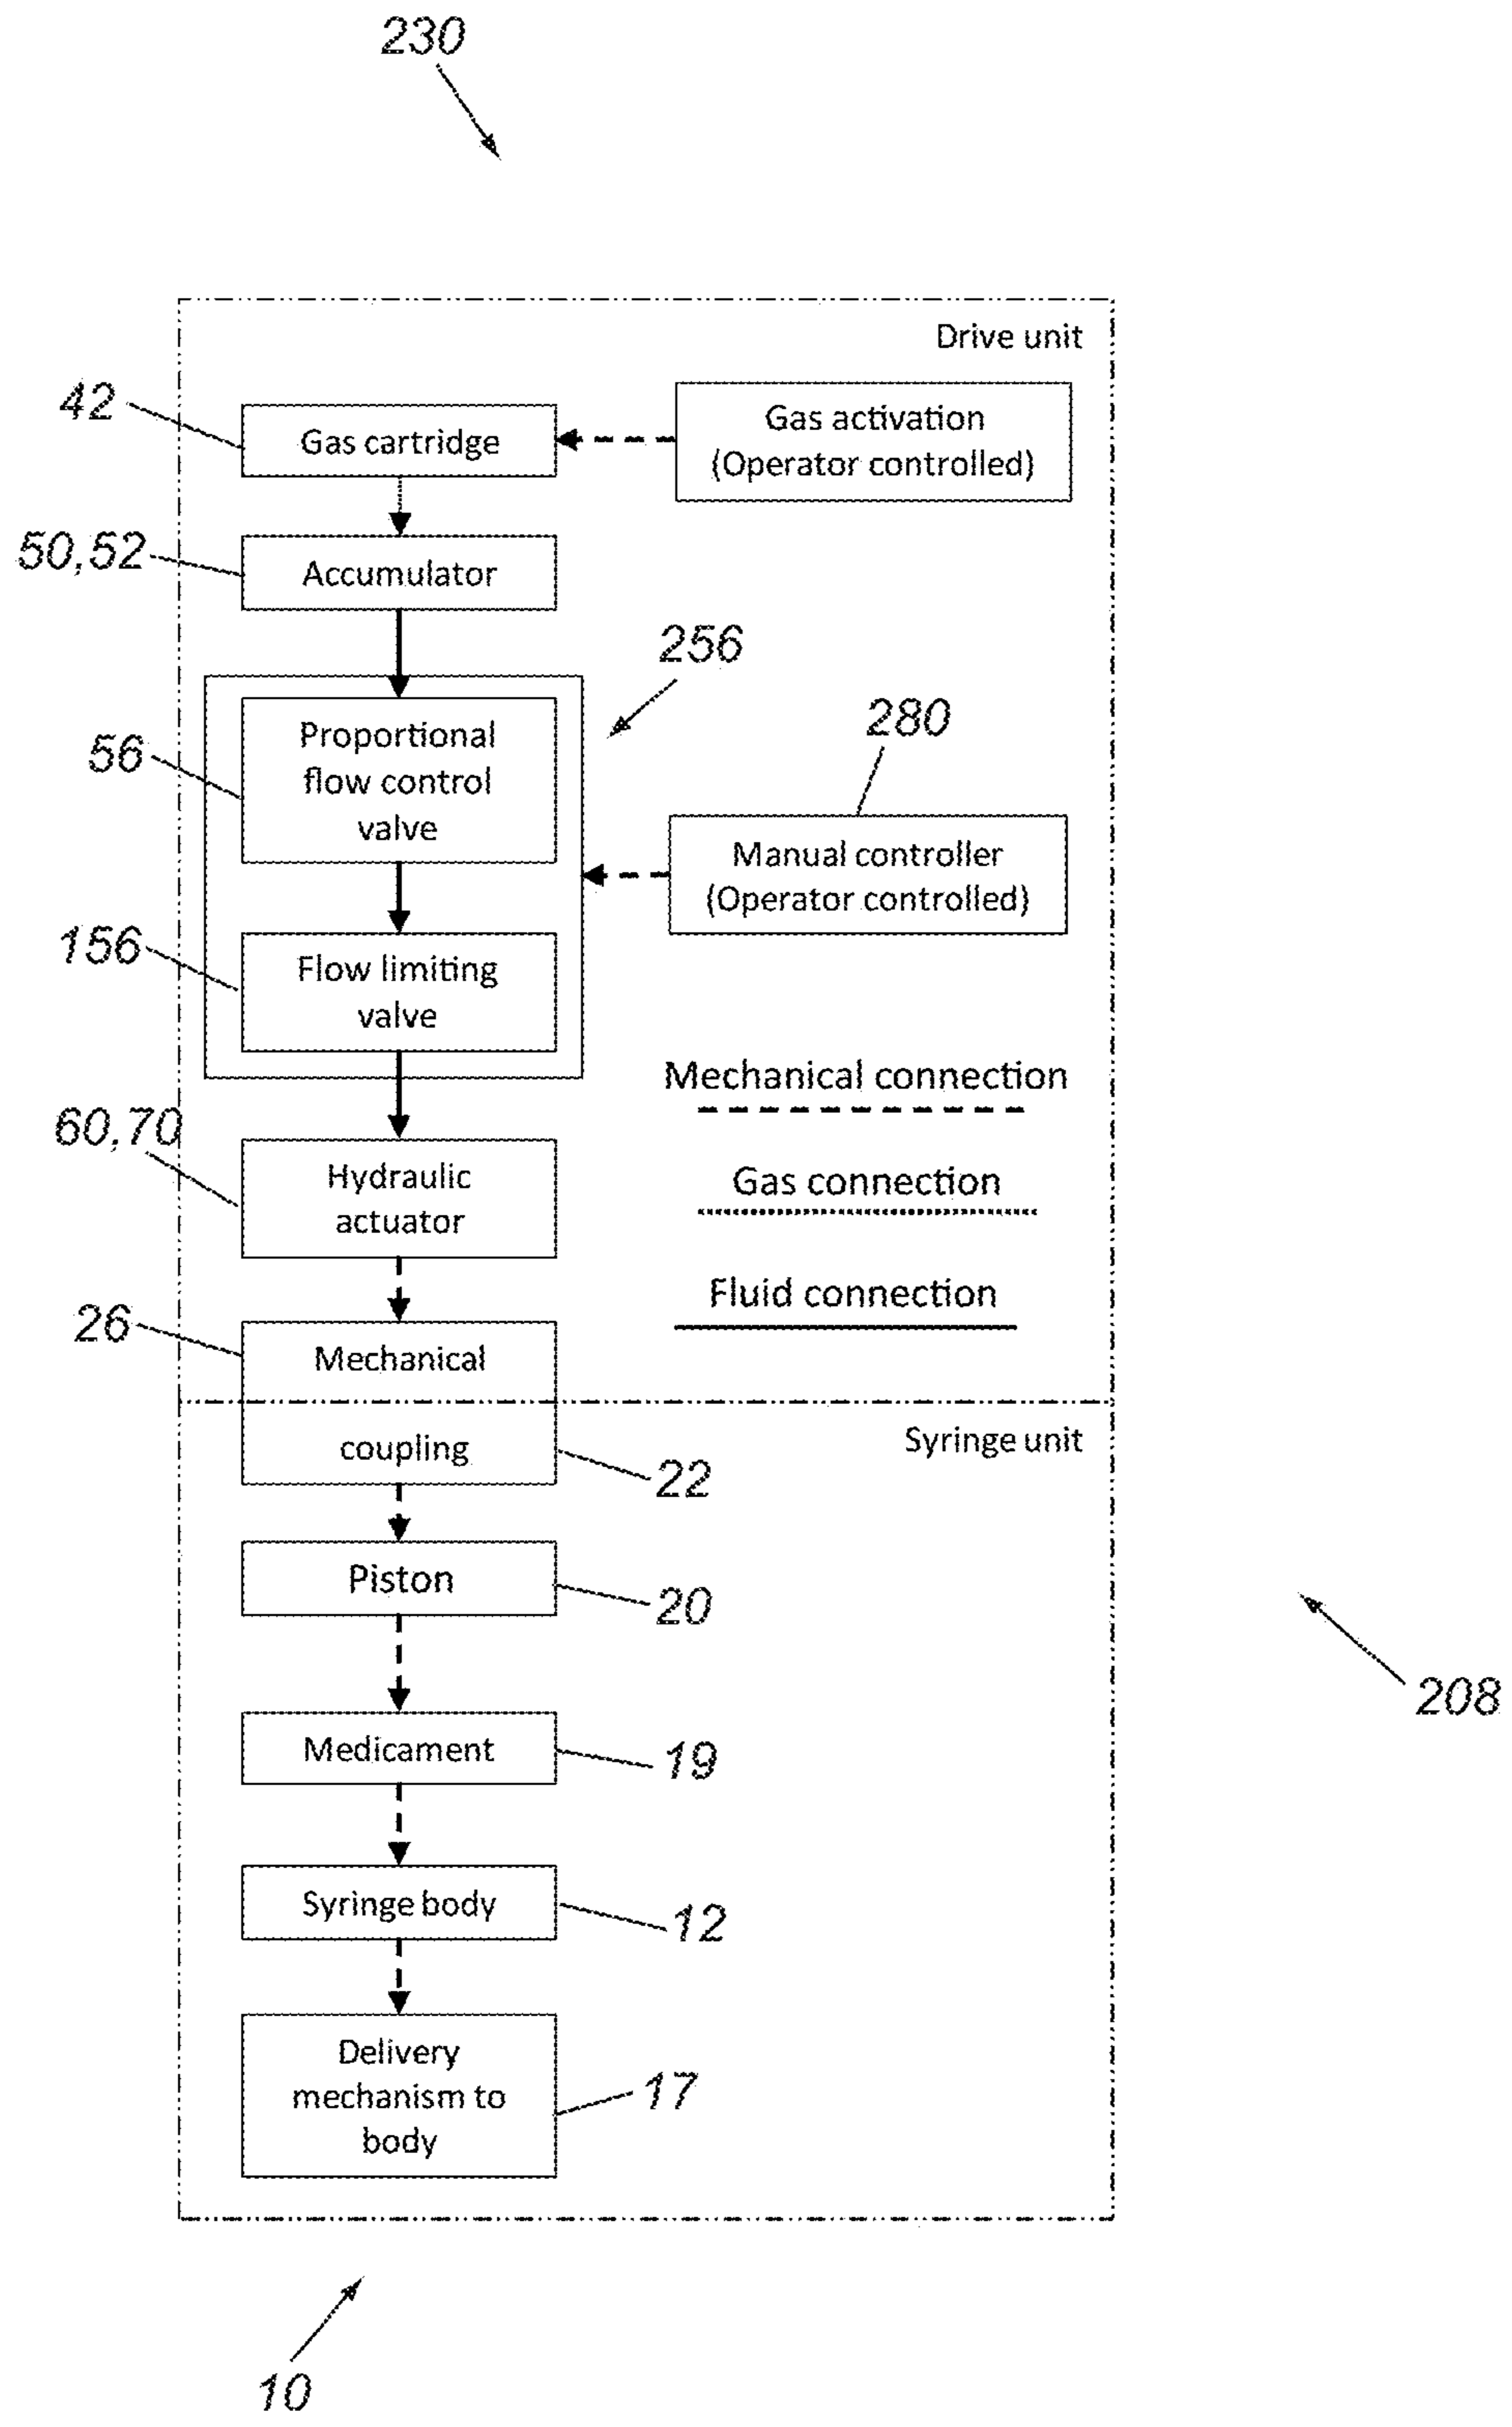 230
Drive unit
42
Gas cartridge
Gas activation
(Operator controlled)
50,52
Accumulator
256
56
Proportional
flow control
valve
280
Manual controller
(Operator controlled)
156
Flow limiting
valve
Mechanical connection
60,70
Hydraulic
actuator
Gas connection
Fluid connection
26
Mechanical
Syringe unit
coupling
22
Piston
20
208
Medicament
19
Syringe body
12
Delivery
mechanism to
body
17
10